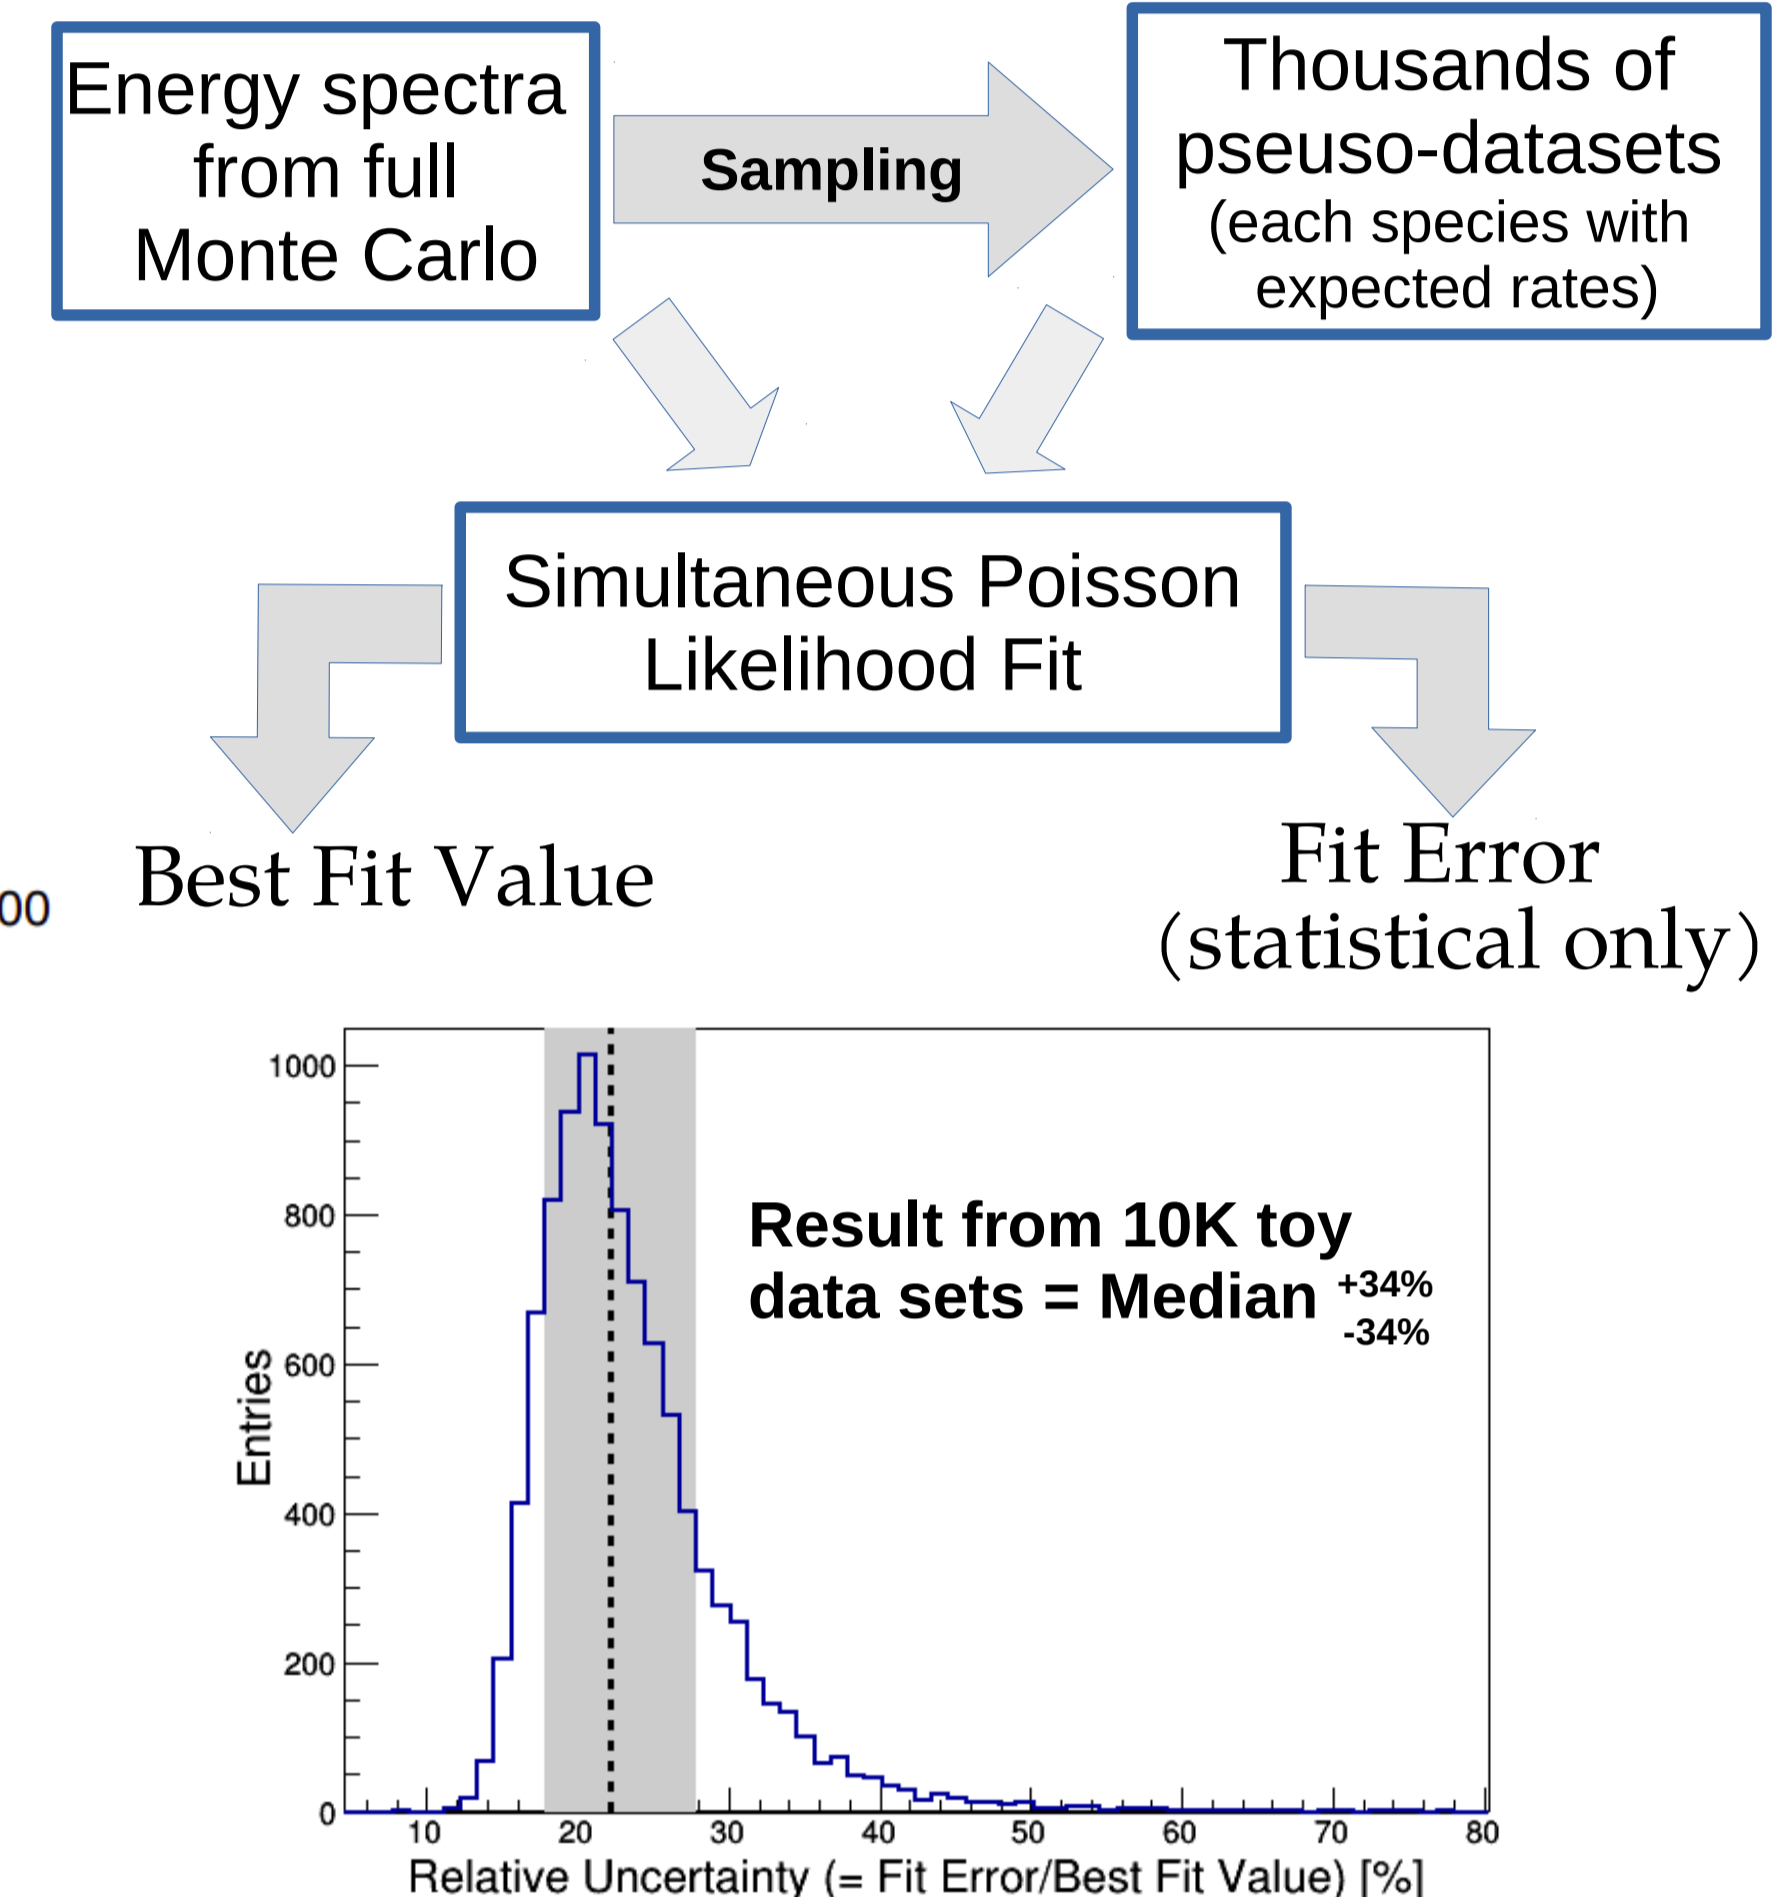 Energy spectra
from full
Monte Carlo
Sampling
Thousands of
pseuso-datasets
(each species with
expected rates)
Simultaneous Poisson
Likelihood Fit
Best Fit Value
Fit Error
(statistical only)
00
Result from 10K toy
data sets = Median +34%
-34%
Entries
1000
800
600
400
200
0
10 20 30 40 50 60 70 80
Relative Uncertainty (= Fit Error/Best Fit Value) [%]